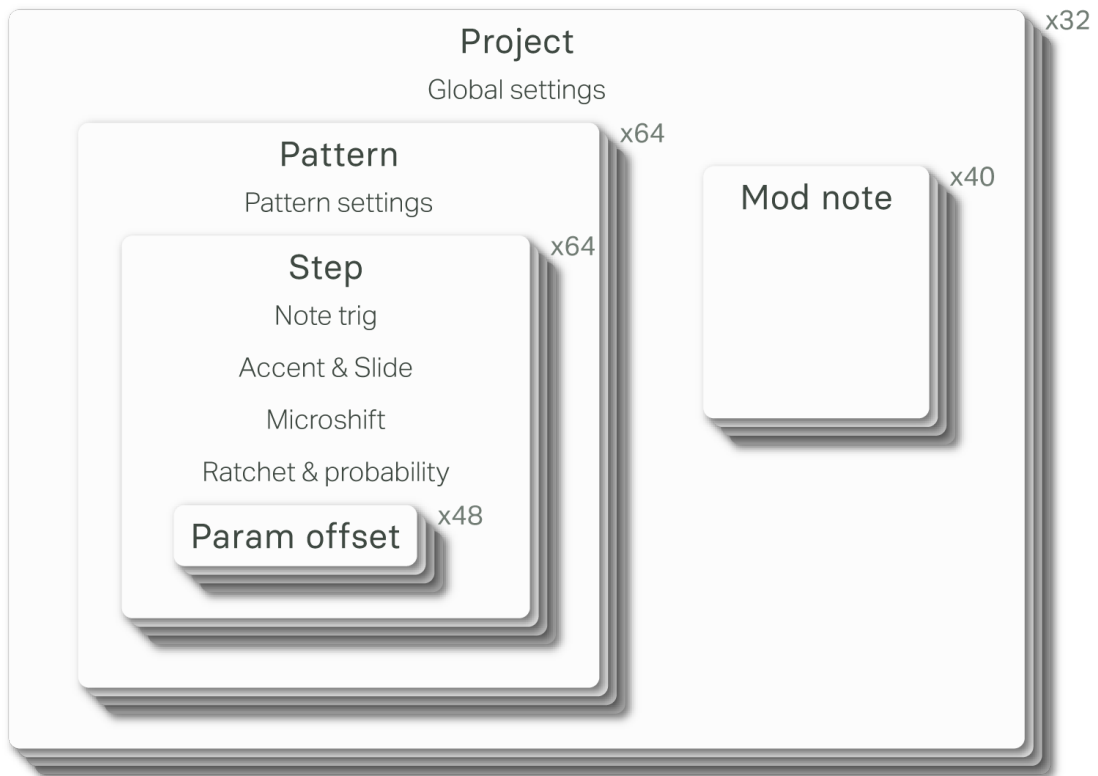 x32
Project
Global settings
x64
Pattern
Pattern settings
x64
Step
Note trig
Accent & Slide
Microshift
Ratchet & probability
x48
Param offset
x40
Mod note